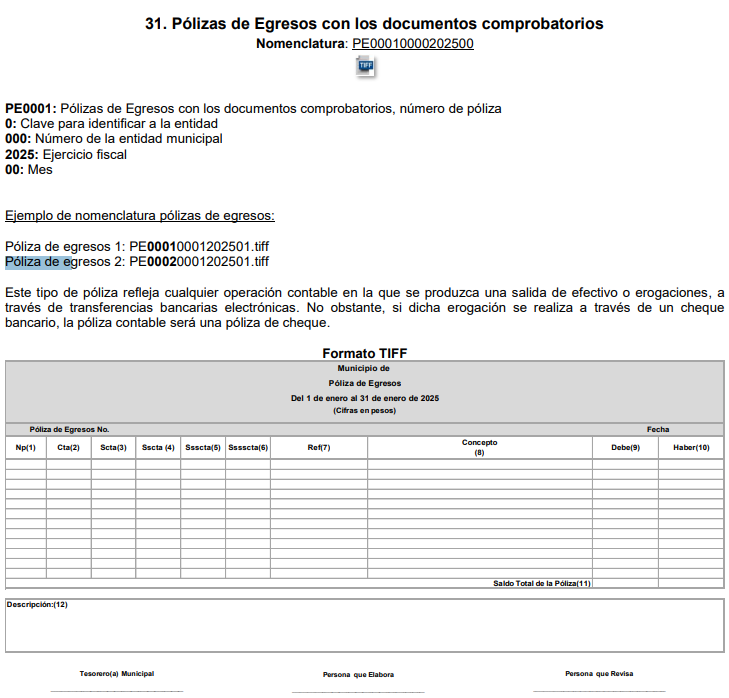 31. Pólizas de Egresos con los documentos comprobatorios
Nomenclatura: PE00010000202500
TIFF
PE0001: Pólizas de Egresos con los documentos comprobatorios, número de póliza
0: Clave para identificar a la entidad
000: Número de la entidad municipal
2025: Ejercicio fiscal
00: Mes
Ejemplo de nomenclatura pólizas de egresos:
Póliza de egresos 1: PE00010001202501.tiff
Póliza de egresos 2: PE00020001202501.tiff
Este tipo de póliza refleja cualquier operación contable en la que se produzca una salida de efectivo o erogaciones, a
través de transferencias bancarias electrónicas. No obstante, si dicha erogación se realiza a través de un cheque
bancario, la póliza contable será una póliza de cheque.
Formato TIFF
Municipio de
Póliza de Egresos
Del 1 de enero al 31 de enero de 2025
(Cifras en pesos)
Póliza de Egresos No. Fecha
Np(1) Cta(2) Scta(3) Sscta (4) Ssscta(5) Sssscta(6) Ref(7) Concepto (8) Debe(9) Haber(10)
Saldo Total de la Póliza(11)
Descripción:(12)
Tesorero(a) Municipal Persona que Elabora Persona que Revisa